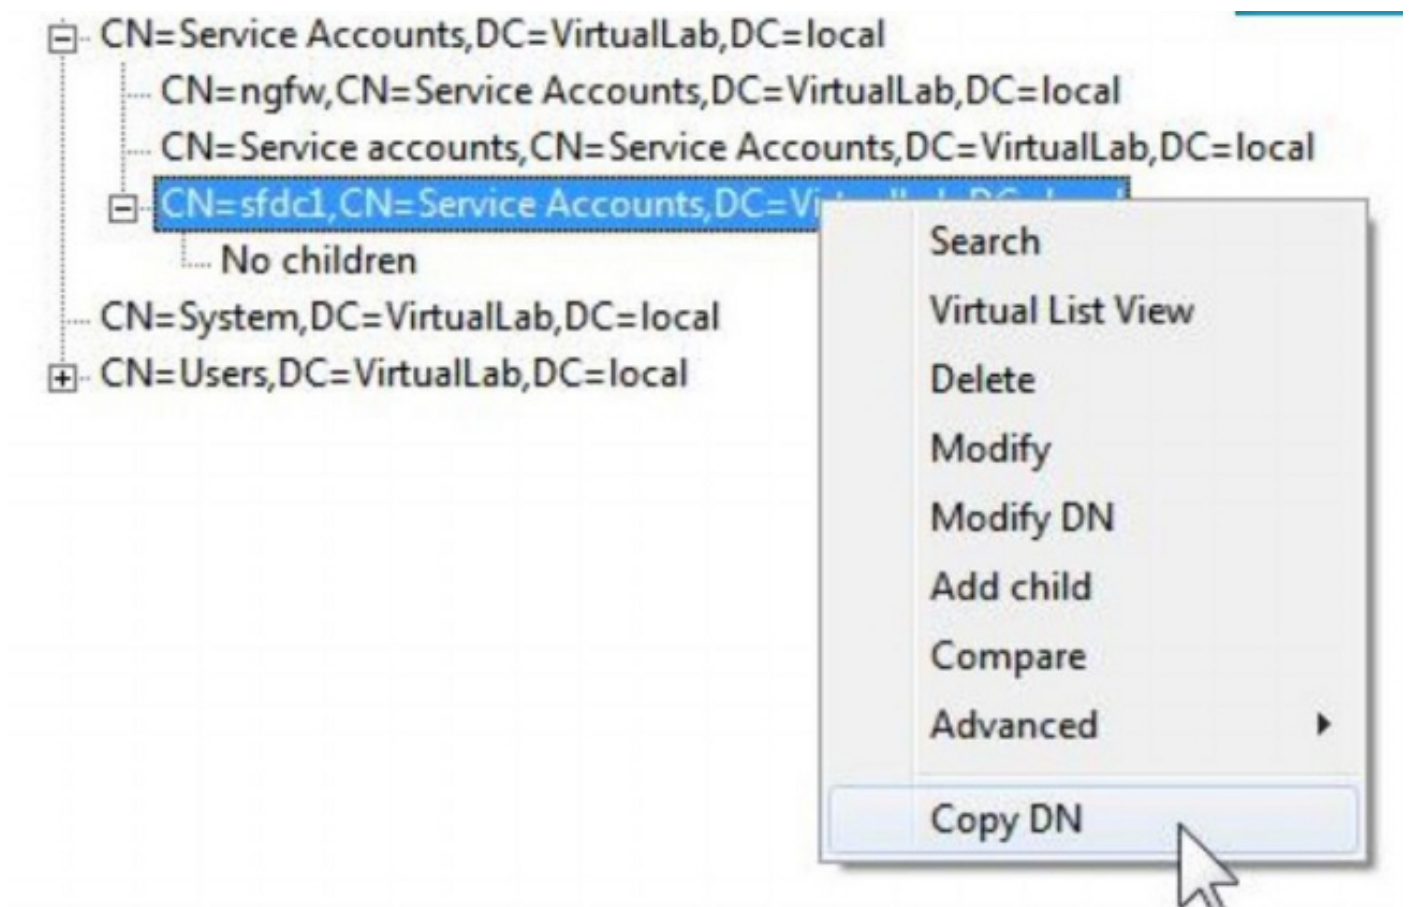 CN=Service Accounts,DC=VirtualLab,DC=local
CN=ngfw,CN=Service Accounts,DC=VirtualLab,DC=local
CN=Service accounts,CN=Service Accounts,DC=VirtualLab,DC=local
CN=sfdc1,CN=Service Accounts,DC=
No children
CN=System,DC=VirtualLab,DC=local
CN=Users,DC=VirtualLab,DC=local
Search
Virtual List View
Delete
Modify
Modify DN
Add child
Compare
Advanced
Copy DN